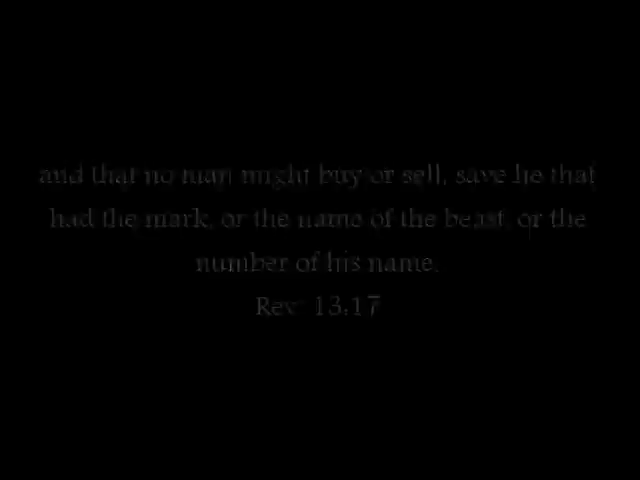 and that no man might buy or sell, save he that
had the mark, or the name of the beast, or the
number of his name.
Rev: 13:17